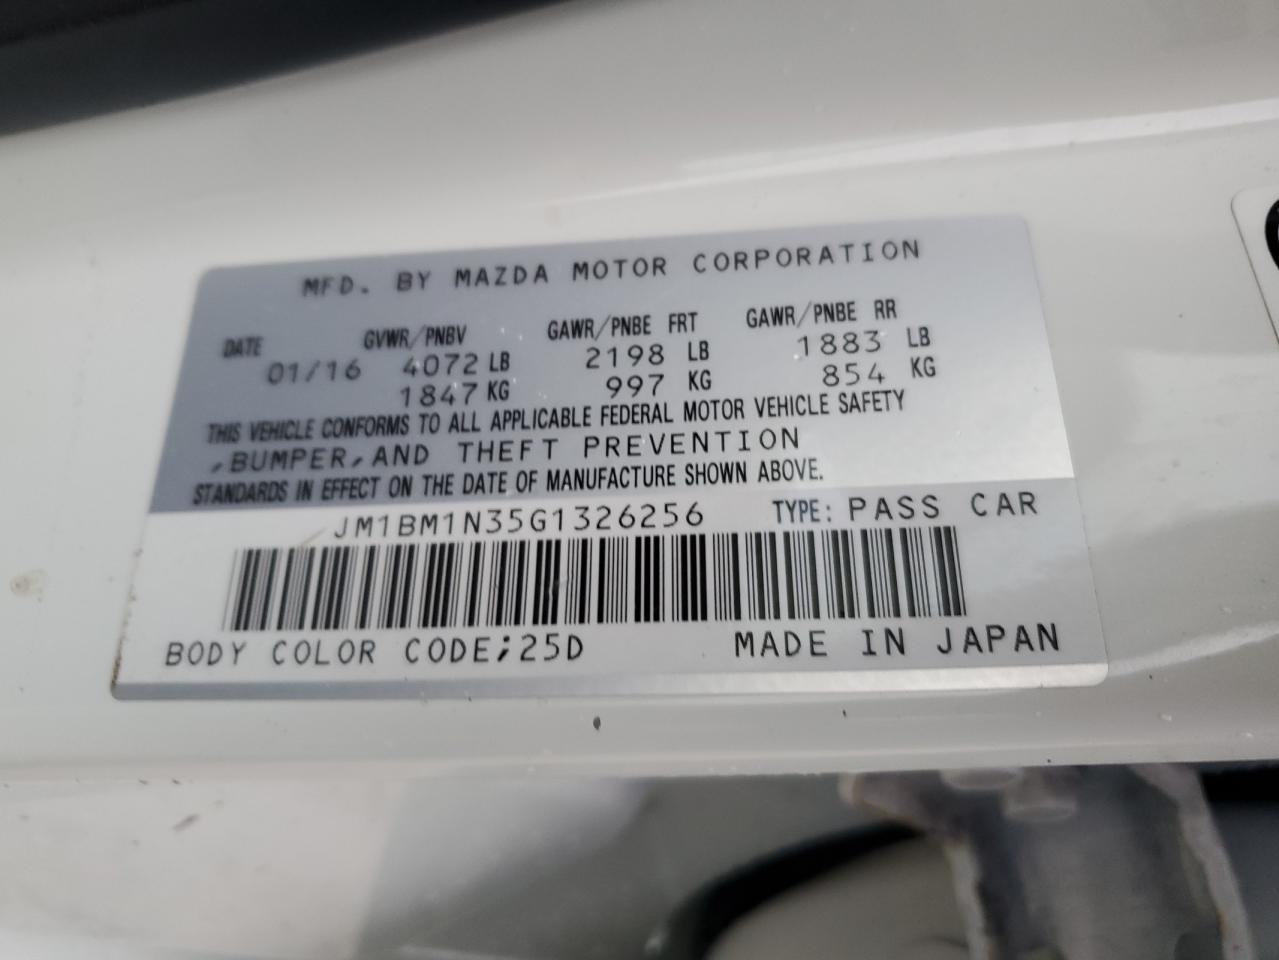 MFD. BY MAZDA MOTOR CORPORATION
DATE GVWR/PNBV GAWR/PNBE FRT GAWR/PNBE RR
01/16 4072 LB 2198 LB 1883 LB
1847 KG 997 KG 854 KG
THIS VEHICLE CONFORMS TO ALL APPLICABLE FEDERAL MOTOR VEHICLE SAFETY
,BUMPER,AND THEFT PREVENTION
STANDARDS IN EFFECT ON THE DATE OF MANUFACTURE SHOWN ABOVE.
JM1BM1N35G1326256 TYPE: PASS CAR
BODY COLOR CODE;25D MADE IN JAPAN